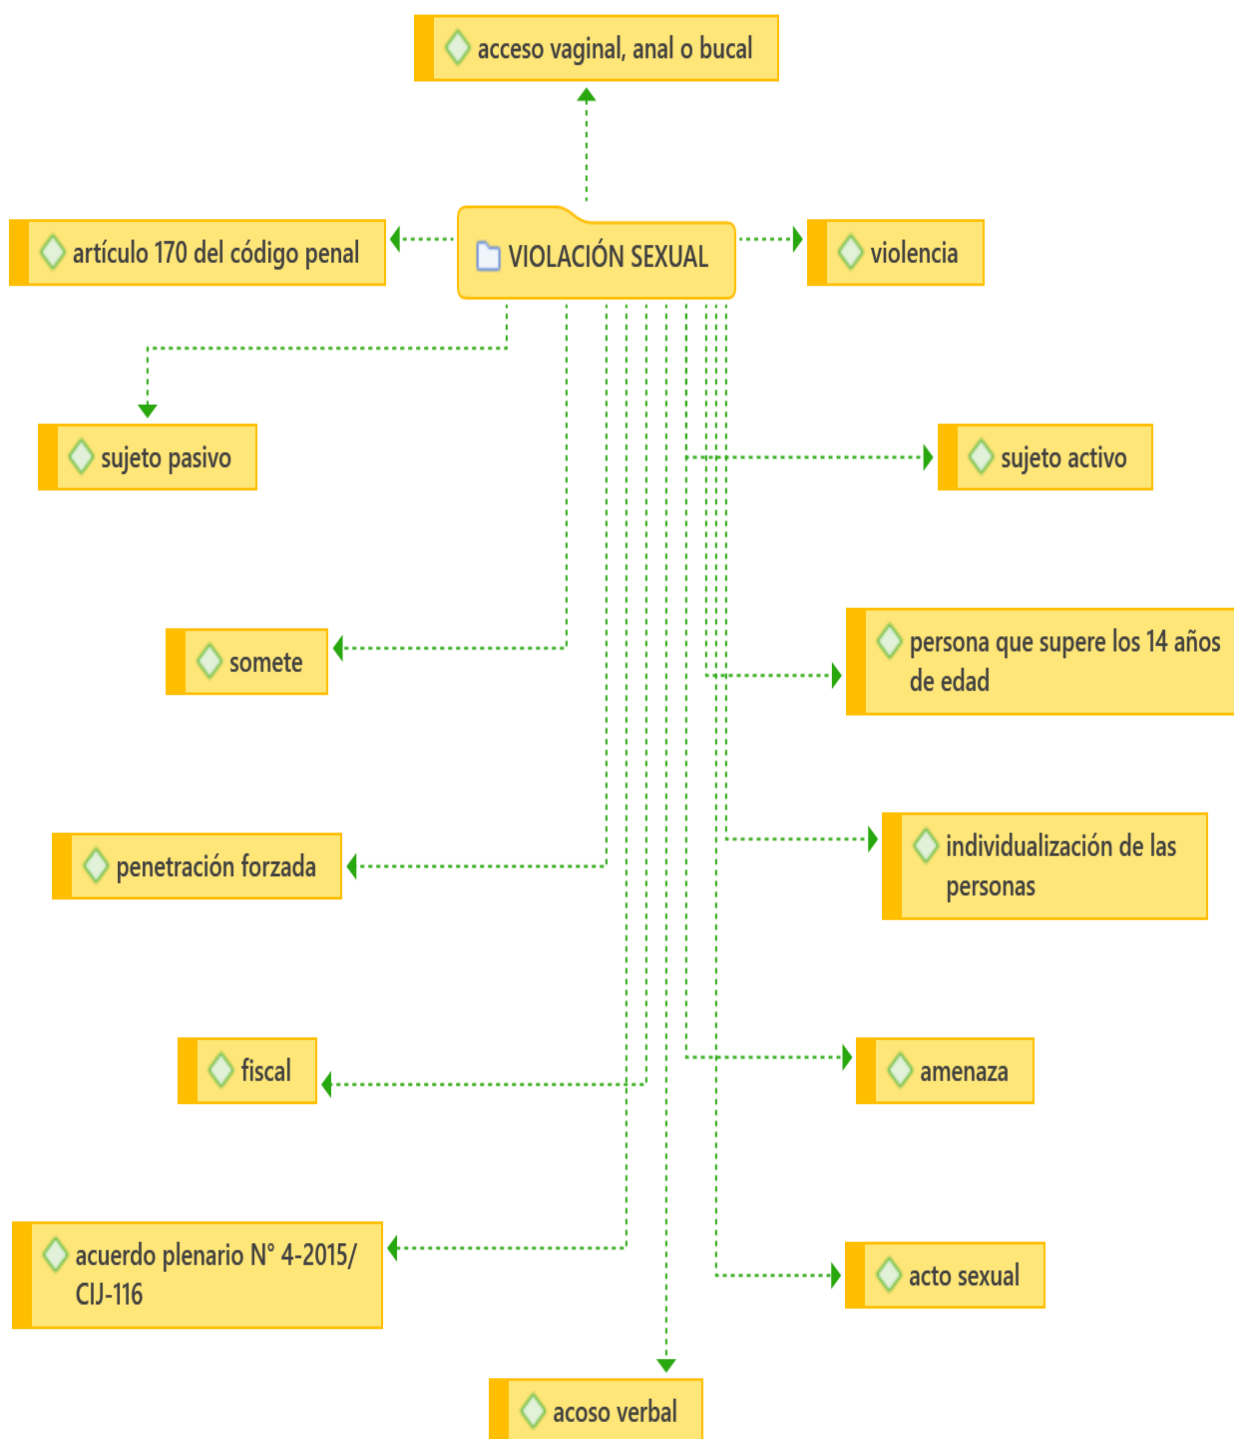 acceso vaginal, anal o bucal
artículo 170 del código penal
VIOLACIÓN SEXUAL
violencia
sujeto pasivo
sujeto activo
somete
persona que supere los 14 años
de edad
penetración forzada
individualización de las
personas
fiscal
amenaza
acuerdo plenario N° 4-2015/
CIJ-116
acto sexual
acoso verbal